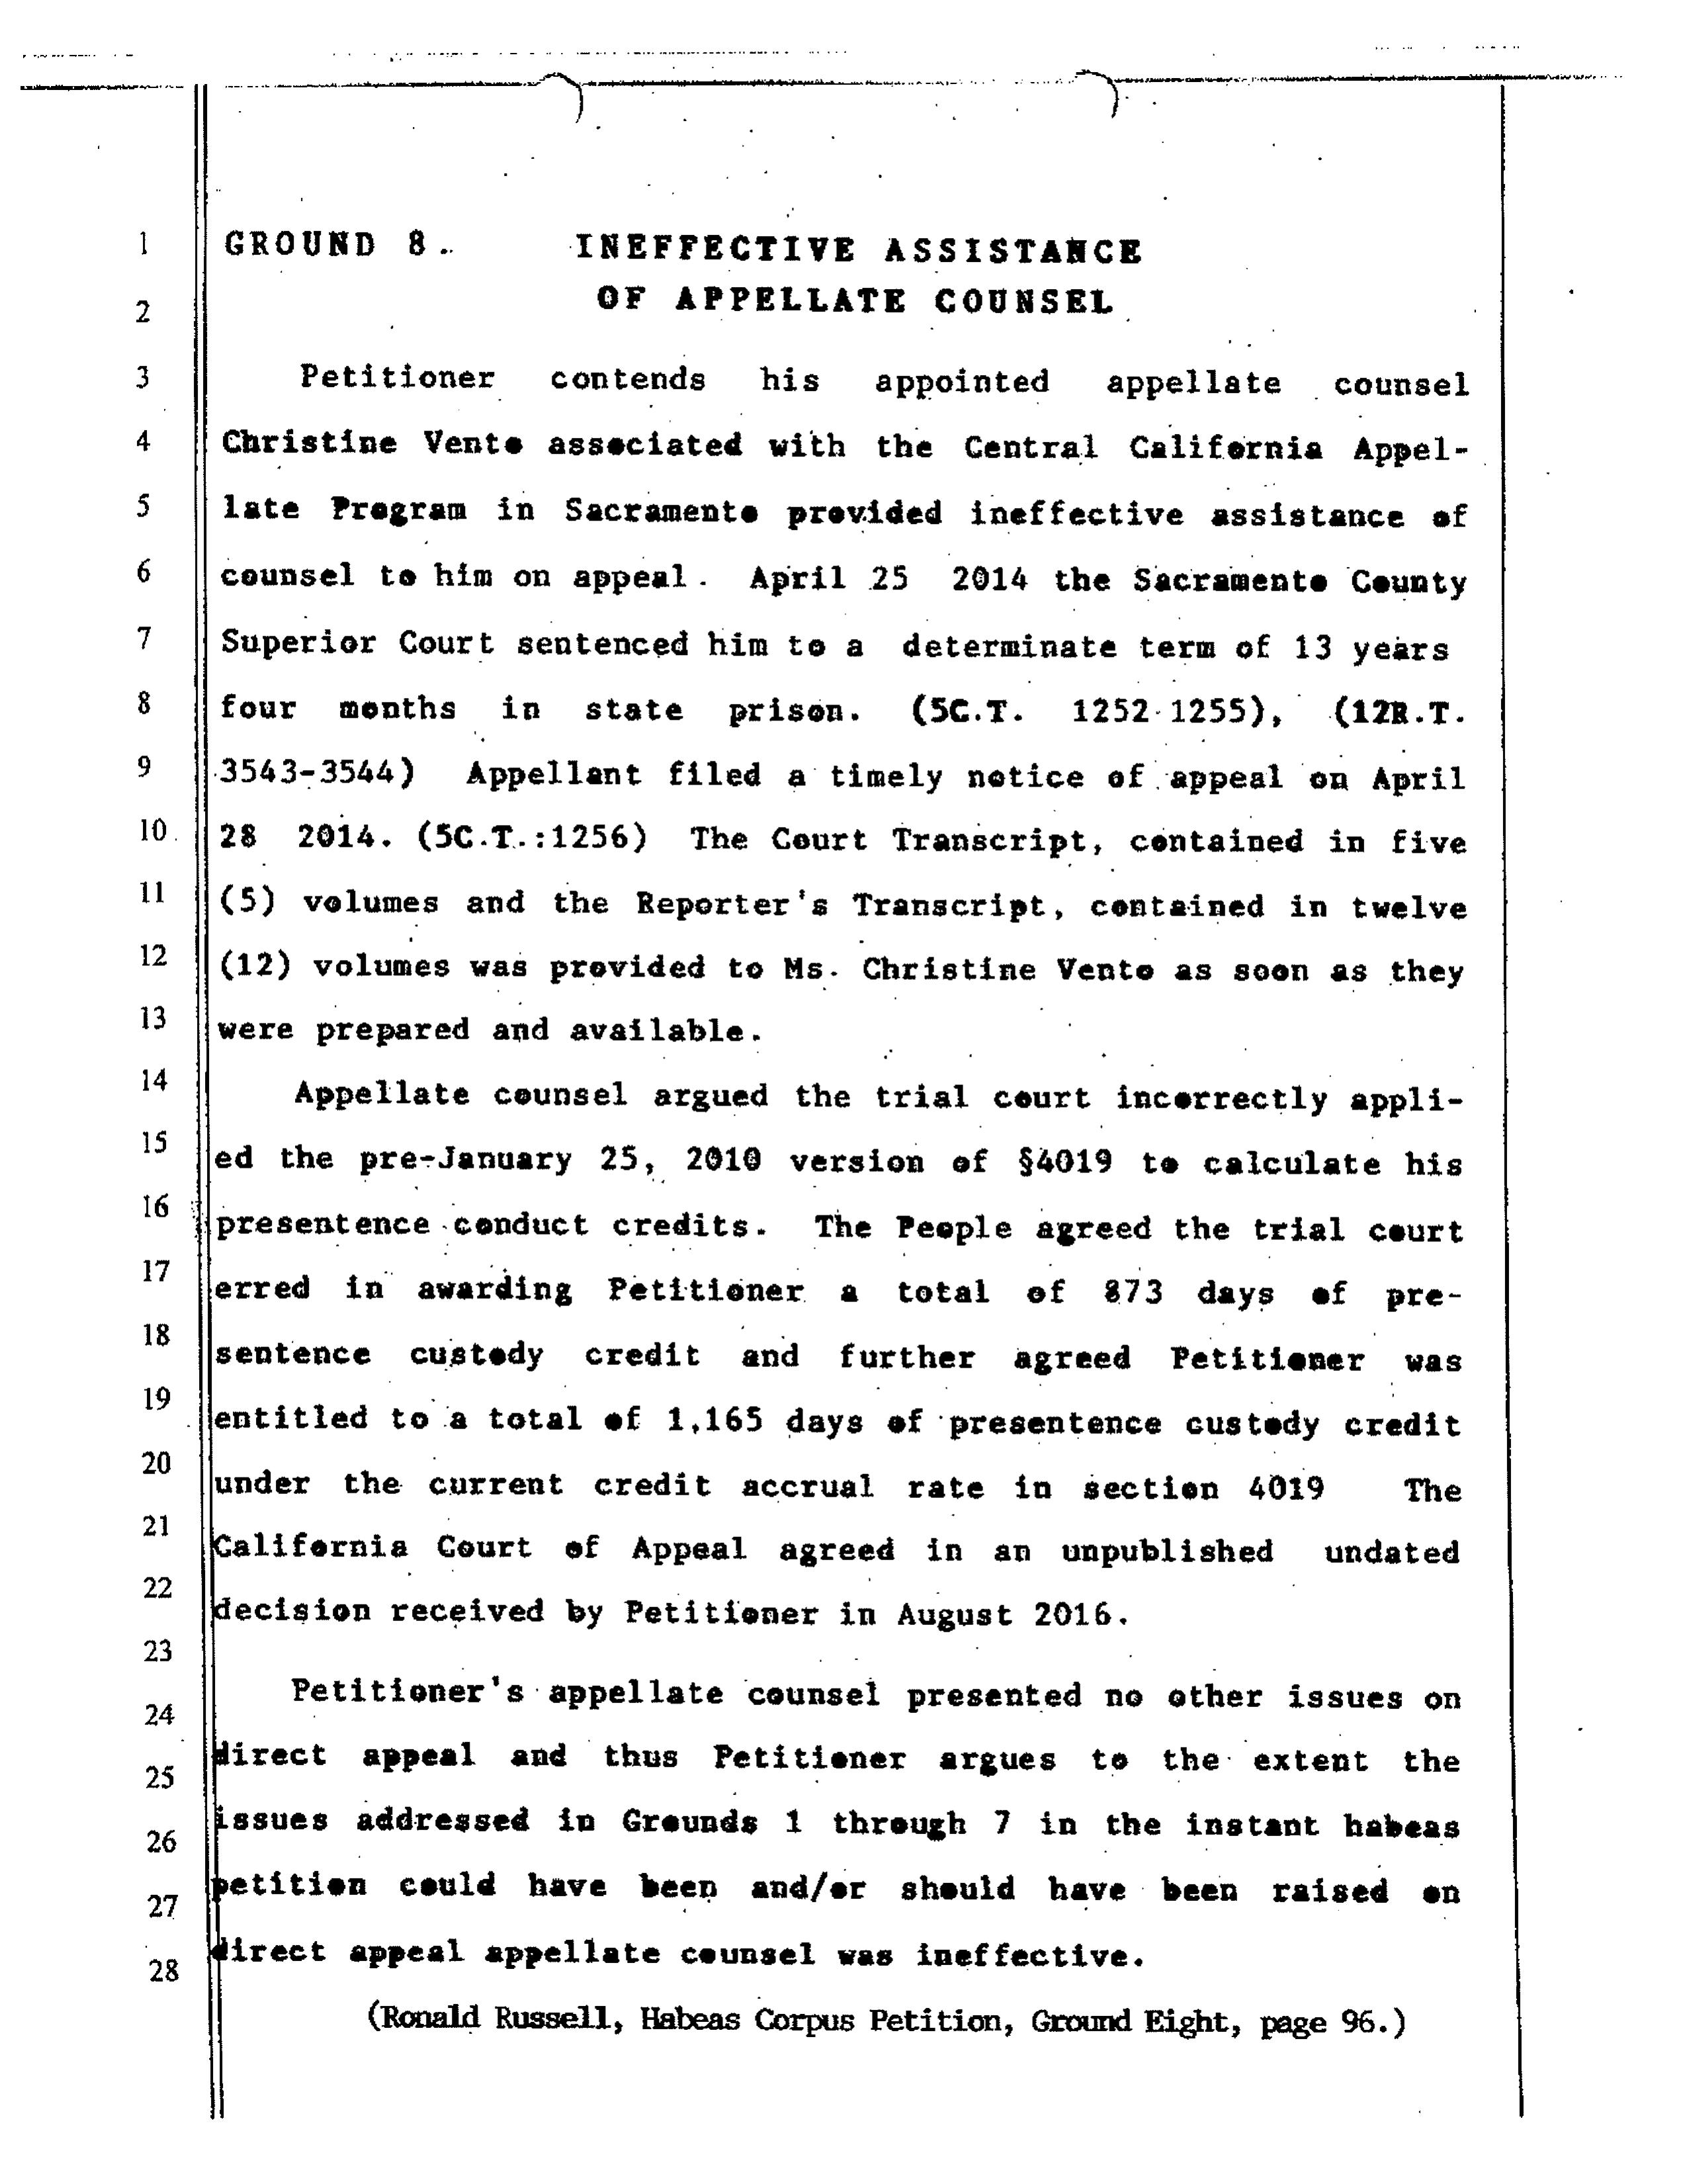 1 GROUND 8. INEFFECTIVE ASSISTANCE
2 OF APPELLATE COUNSEL
3 Petitioner contends his appointed appellate counsel
4 Christine Vento associated with the Central California Appel-
5 late Program in Sacramento provided ineffective assistance of
6 counsel to him on appeal. April 25 2014 the Sacramento County
7 Superior Court sentenced him to a determinate term of 13 years
8 four months in state prison. (5C.T. 1252-1255), (12R.T.
9 3543-3544) Appellant filed a timely notice of appeal on April
10 28 2014. (5C.T.:1256) The Court Transcript, contained in five
11 (5) volumes and the Reporter's Transcript, contained in twelve
12 (12) volumes was provided to Ms. Christine Vento as soon as they
13 were prepared and available.
14 Appellate counsel argued the trial court incorrectly appli-
15 ed the pre-January 25, 2010 version of §4019 to calculate his
16 presentence conduct credits. The People agreed the trial court
17 erred in awarding Petitioner a total of 873 days of pre-
18 sentence custody credit and further agreed Petitioner was
19 entitled to a total of 1,165 days of presentence custody credit
20 under the current credit accrual rate in section 4019 The
21 California Court of Appeal agreed in an unpublished undated
22 decision received by Petitioner in August 2016.
23
24 Petitioner's appellate counsel presented no other issues on
25 direct appeal and thus Petitioner argues to the extent the
26 issues addressed in Grounds 1 through 7 in the instant habeas
27 petition could have been and/or should have been raised on
28 direct appeal appellate counsel was ineffective.
(Ronald Russell, Habeas Corpus Petition, Ground Eight, page 96.)